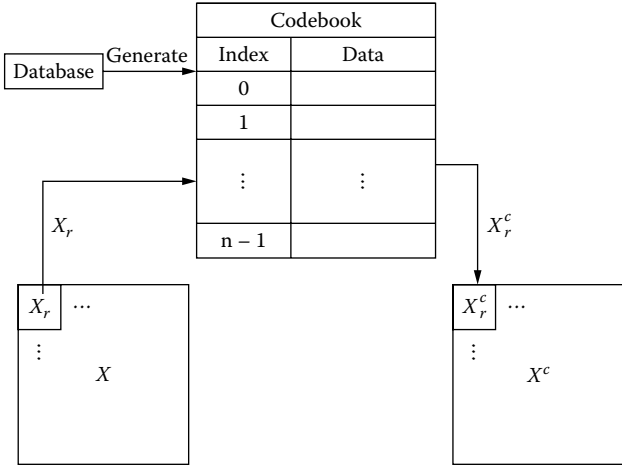 Codebook
Index Data
Database
Generate
0
1
⋮ ⋮
n – 1
X_r
X_r^c
X_r ...
⋮
X
X_r^c ...
⋮
X^c